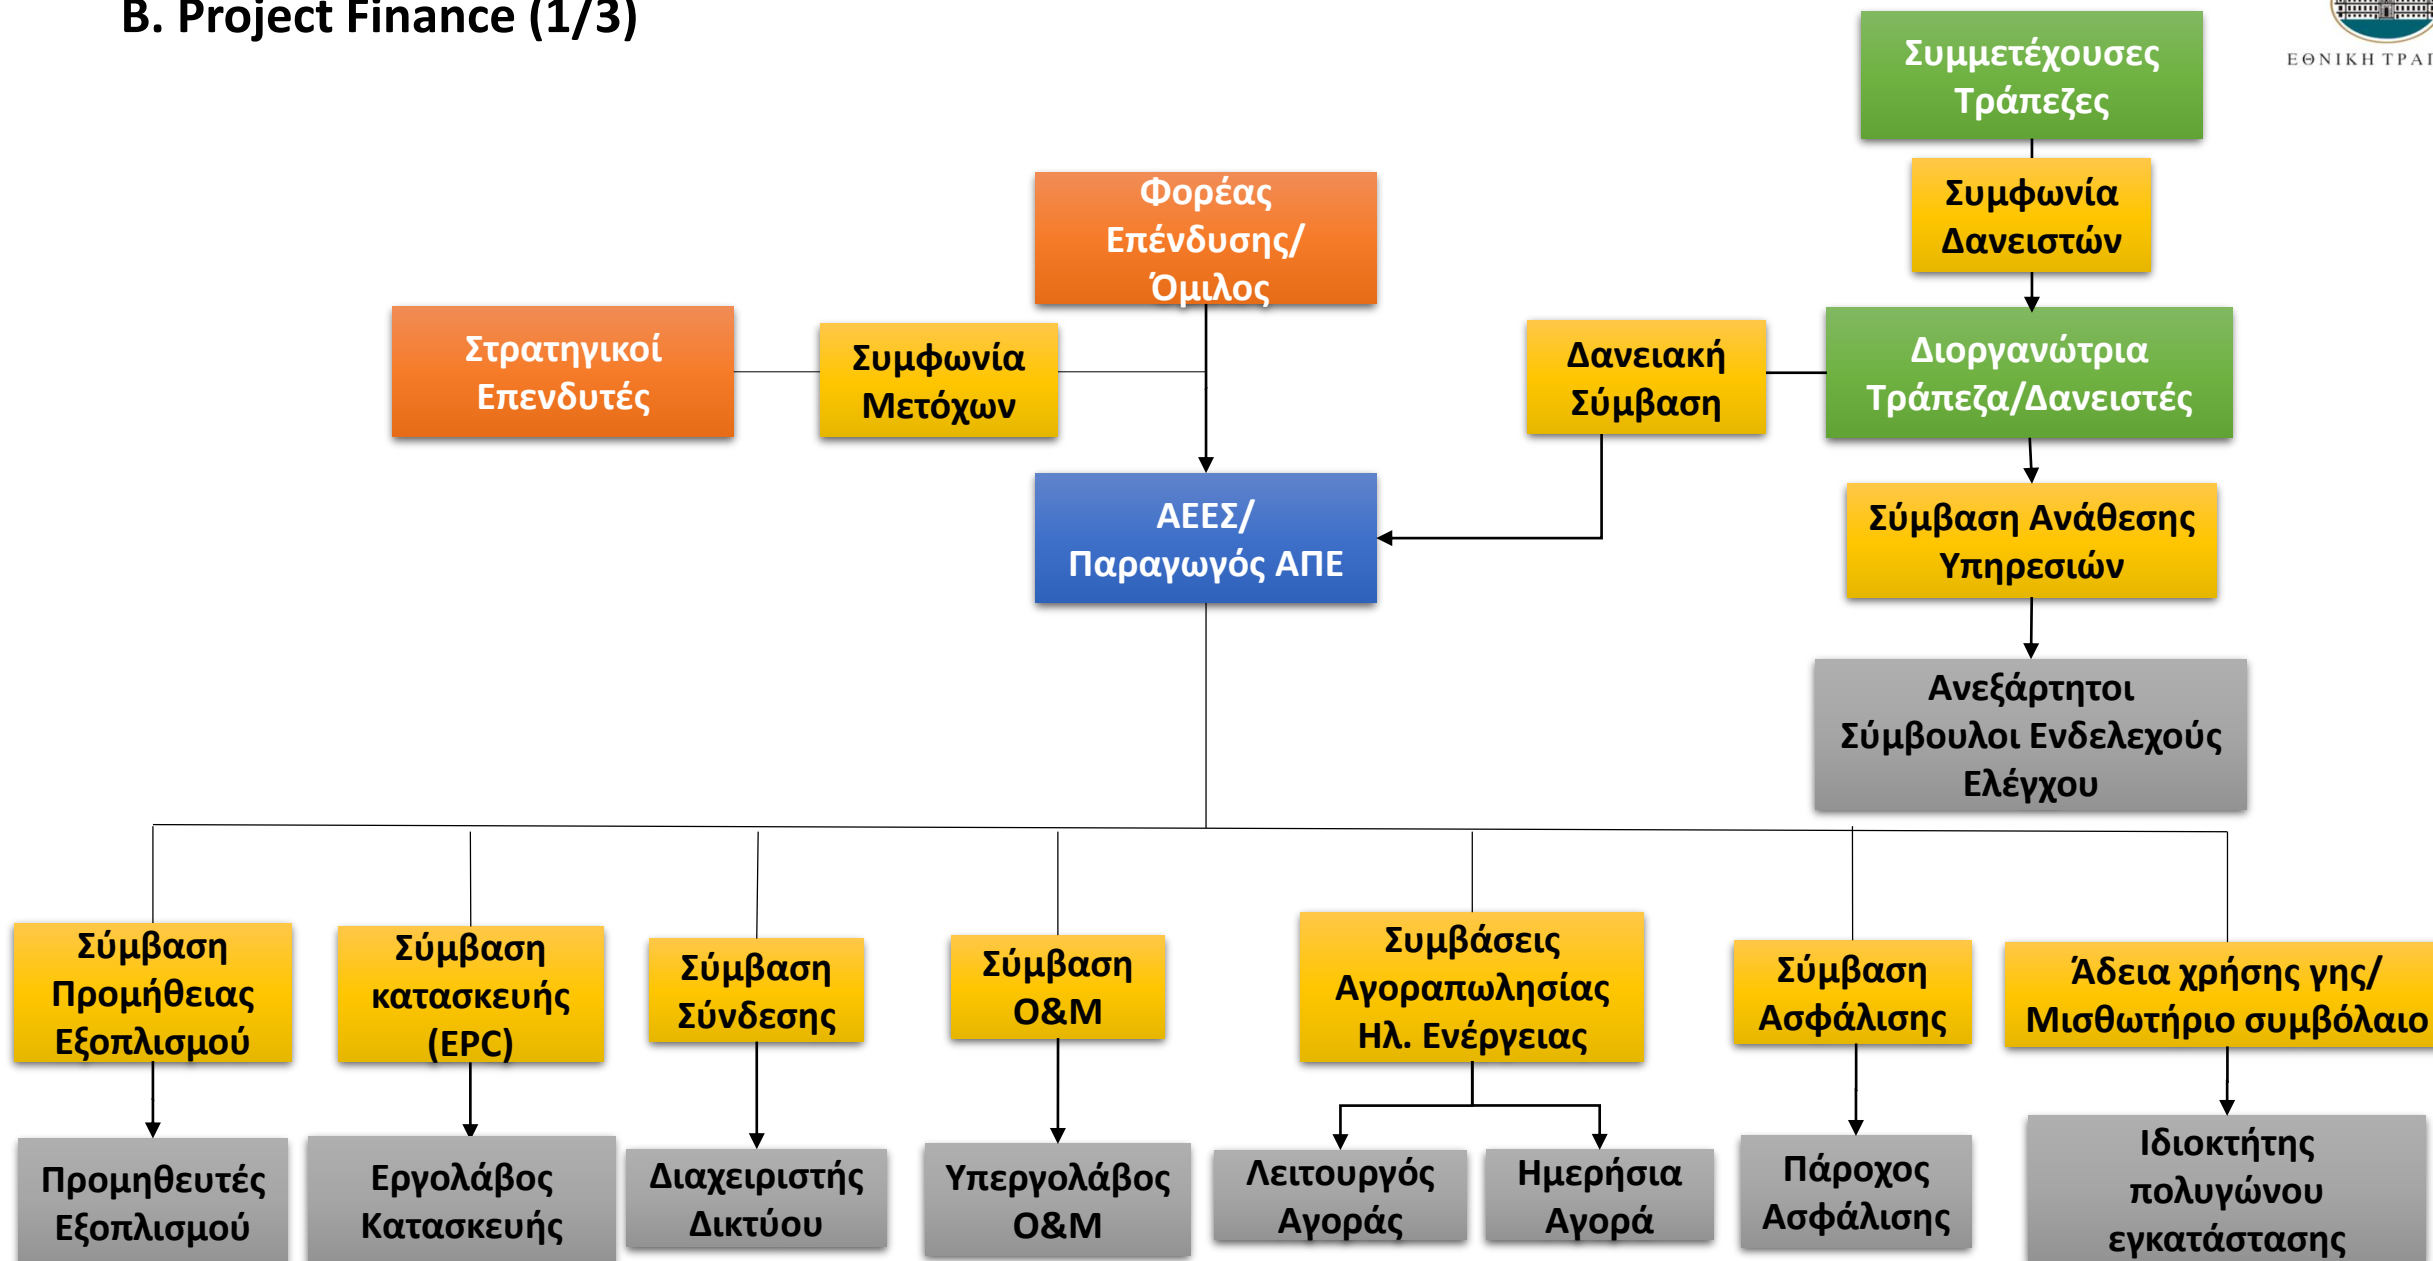 B. Project Finance (1/3)
ΕΘΝΙΚΗ
Συμμετέχουσες
Τράπεζες
Συμφωνία
Δανειστών
Φορέας
Επένδυσης/
Όμιλος
Στρατηγικοί
Επενδυτές
Συμφωνία
Μετόχων
Δανειακή
Σύμβαση
Διοργανώτρια
Τράπεζα/Δανειστές
ΑΕΕΣ/
Παραγωγός ΑΠΕ
Σύμβαση Ανάθεσης
Υπηρεσιών
Ανεξάρτητοι
Σύμβουλοι Ενδελεχούς
Ελέγχου
Σύμβαση
Προμήθειας
Εξοπλισμού
Σύμβαση
κατασκευής
(EPC)
Σύμβαση
Σύνδεσης
Σύμβαση
O&M
Συμβάσεις
Αγοραπωλησίας
Ηλ. Ενέργειας
Σύμβαση
Ασφάλισης
Άδεια χρήσης γης/
Μισθωτήριο συμβόλαιο
Προμηθευτές
Εξοπλισμού
Εργολάβος
Κατασκευής
Διαχειριστής
Δικτύου
Υπεργολάβος
O&M
Λειτουργός
Αγοράς
Ημερήσια
Αγορά
Πάροχος
Ασφάλισης
Ιδιοκτήτης
πολυγώνου
εγκατάστασης